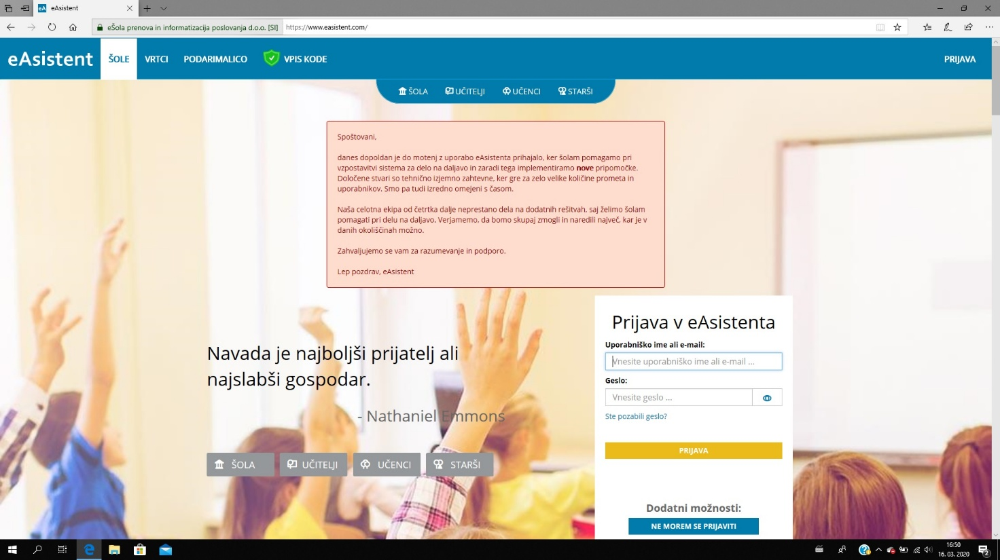 eAsistent
eŠola prenova in informatizacija poslovanja d.o.o. [SI]
https://www.easistent.com/
eAsistent
ŠOLE
VRTCI
PODARIMALICO
VPIS KODE
PRIJAVA
ŠOLA
UČITELJI
UČENCI
STARŠI
Spoštovani,
danes dopoldan je do motenj z uporabo eAsistenta prihajalo, ker šolam pomagamo pri
vzpostavitvi sistema za delo na daljavo in zaradi tega implementiramo nove pripomočke.
Določene stvari so tehnično izjemno zahtevne, ker gre za zelo velike količine prometa in
uporabnikov. Smo pa tudi izredno omejeni s časom.
Naša celotna ekipa od četrtka dalje neprestano dela na dodatnih rešitvah, saj želimo šolam
pomagati pri delu na daljavo. Verjamemo, da bomo skupaj zmogli in naredili največ, kar je v
danih okoliščinah možno.
Zahvaljujemo se vam za razumevanje in podporo.
Lep pozdrav, eAsistent
Navada je najboljši prijatelj ali
najslabši gospodar.
- Nathaniel Emmons
ŠOLA
UČITELJI
UČENCI
STARŠI
Prijava v eAsistenta
Uporabniško ime ali e-mail:
Vnesite uporabniško ime ali e-mail ...
Geslo:
Vnesite geslo ...
Ste pozabili geslo?
PRIJAVA
Dodatni možnosti:
NE MOREM SE PRIJAVITI
16:50
16. 03. 2020
2